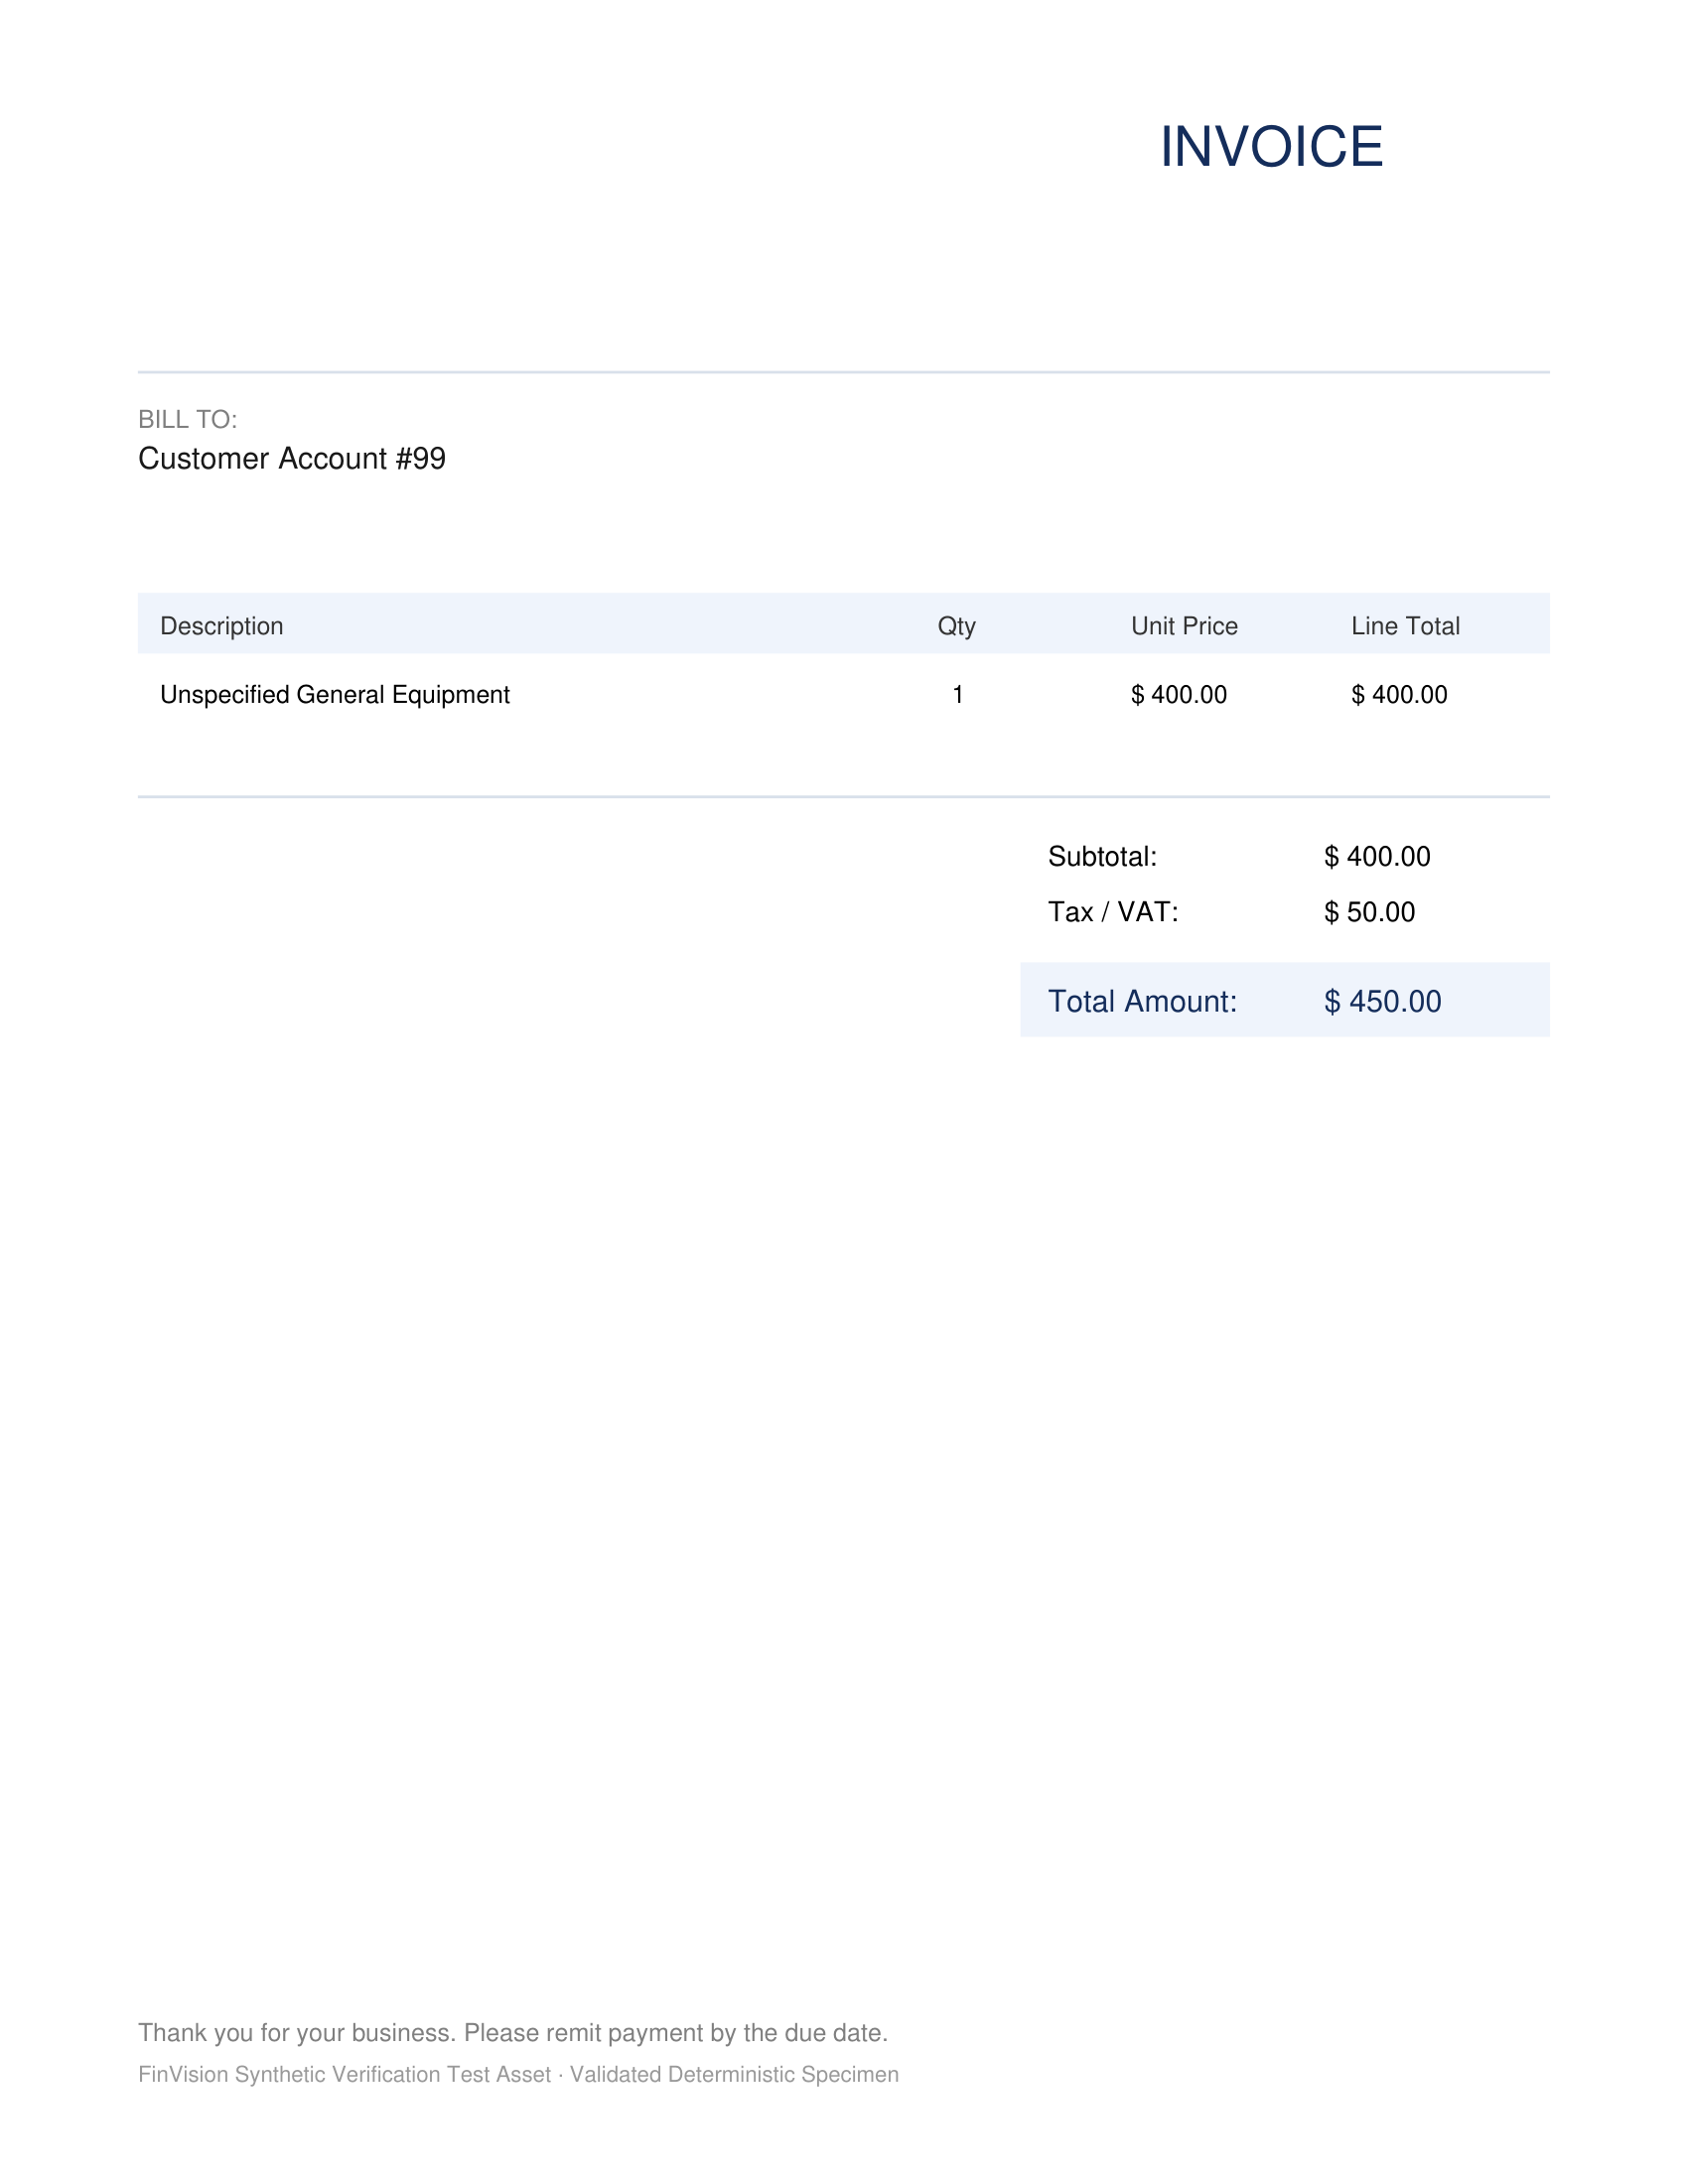 INVOICE
BILL TO:
Customer Account #99
Description Qty Unit Price Line Total
Unspecified General Equipment 1 $ 400.00 $ 400.00
Subtotal: $ 400.00
Tax / VAT: $ 50.00
Total Amount: $ 450.00
Thank you for your business. Please remit payment by the due date.
FinVision Synthetic Verification Test Asset · Validated Deterministic Specimen